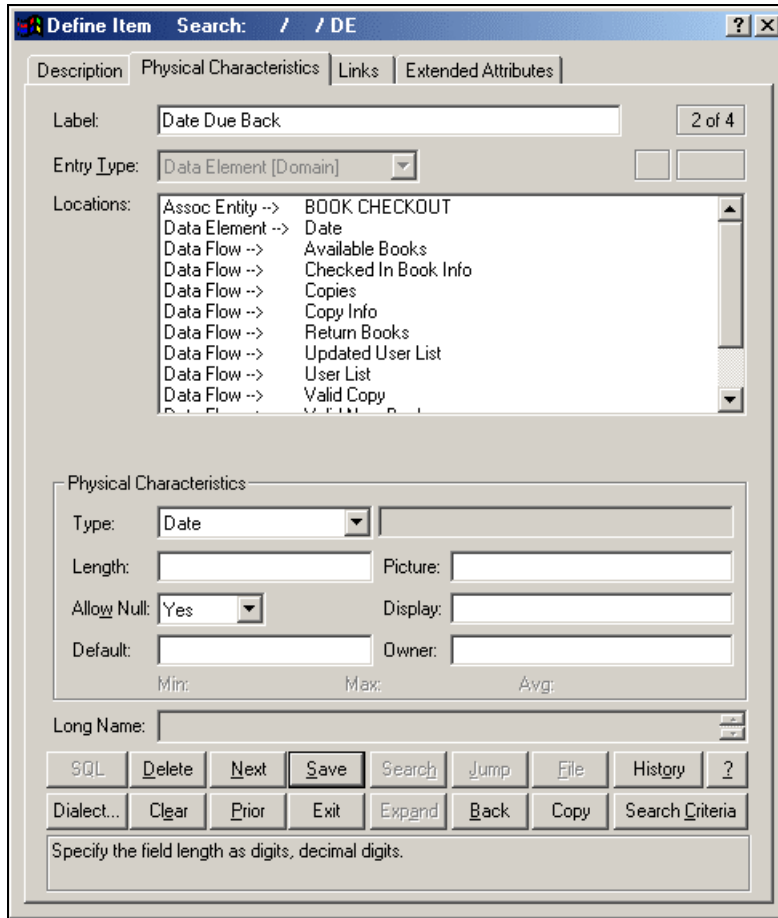 Define Item Search: / / DE ?
Description Physical Characteristics Links Extended Attributes
Label: Date Due Back 2 of 4
Entry Type: Data Element [Domain]
Locations: Assoc Entity --> BOOK CHECKOUT
Data Element --> Date
Data Flow --> Available Books
Data Flow --> Checked In Book Info
Data Flow --> Copies
Data Flow --> Copy Info
Data Flow --> Return Books
Data Flow --> Updated User List
Data Flow --> User List
Data Flow --> Valid Copy
Physical Characteristics
Type: Date
Length: Picture:
Allow Null: Yes Display:
Default: Owner:
Min: Max: Avg:
Long Name:
SQL Delete Next Save Search Jump File History ?
Dialect... Clear Prior Exit Expand Back Copy Search Criteria
Specify the field length as digits, decimal digits.